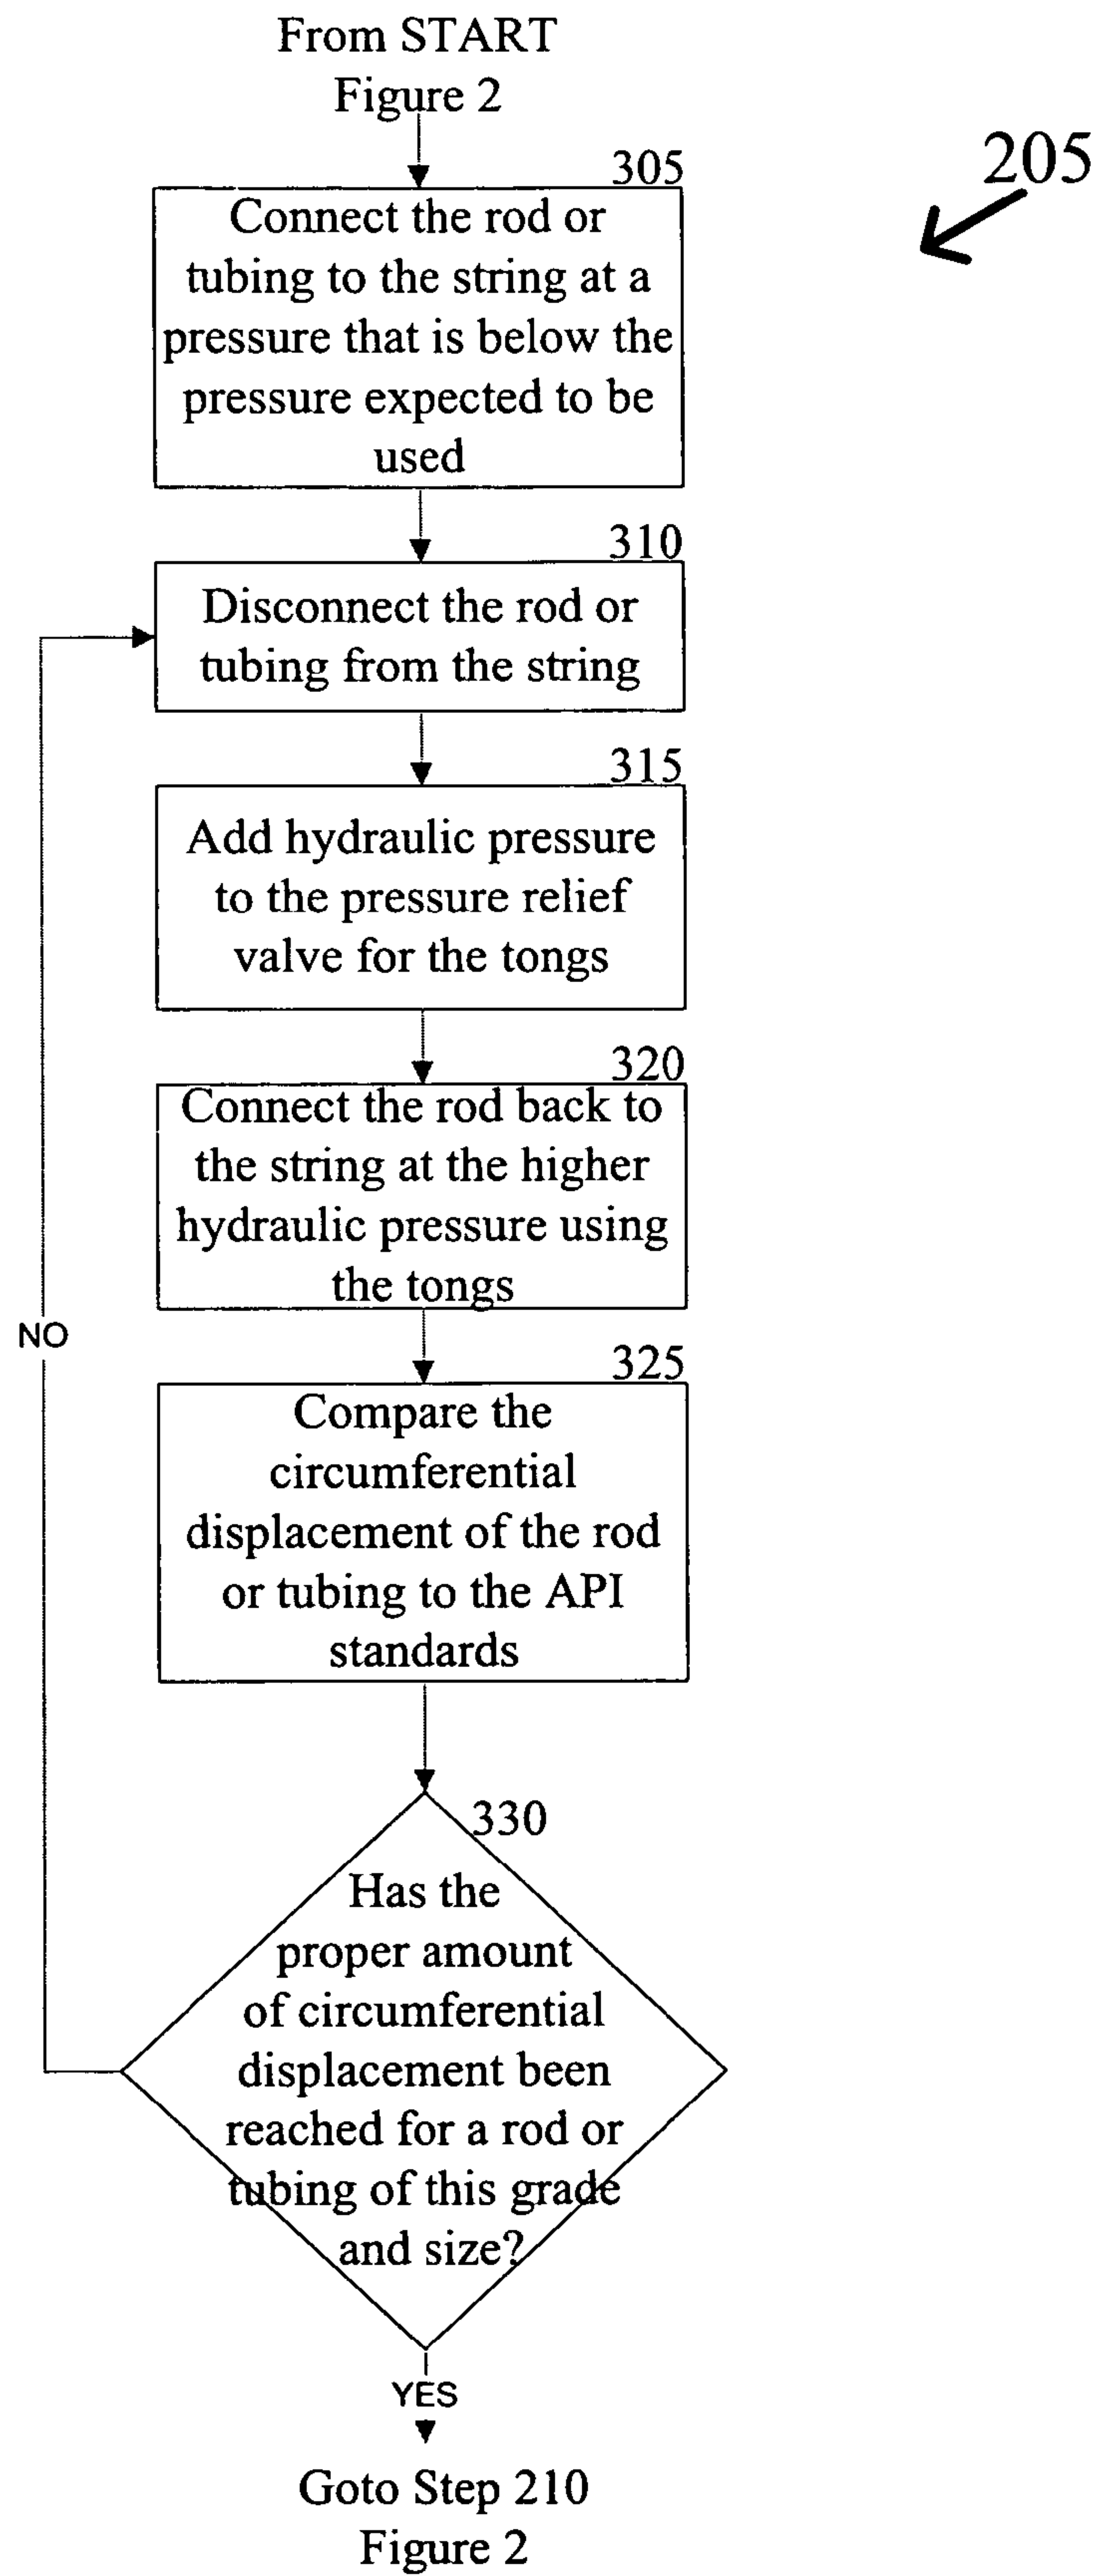 From START
Figure 2
205
305
Connect the rod or
tubing to the string at a
pressure that is below the
pressure expected to be
used
310
Disconnect the rod or
tubing from the string
315
Add hydraulic pressure
to the pressure relief
valve for the tongs
320
Connect the rod back to
the string at the higher
hydraulic pressure using
the tongs
NO
325
Compare the
circumferential
displacement of the rod
or tubing to the API
standards
330
Has the
proper amount
of circumferential
displacement been
reached for a rod or
tubing of this grade
and size?
YES
Goto Step 210
Figure 2